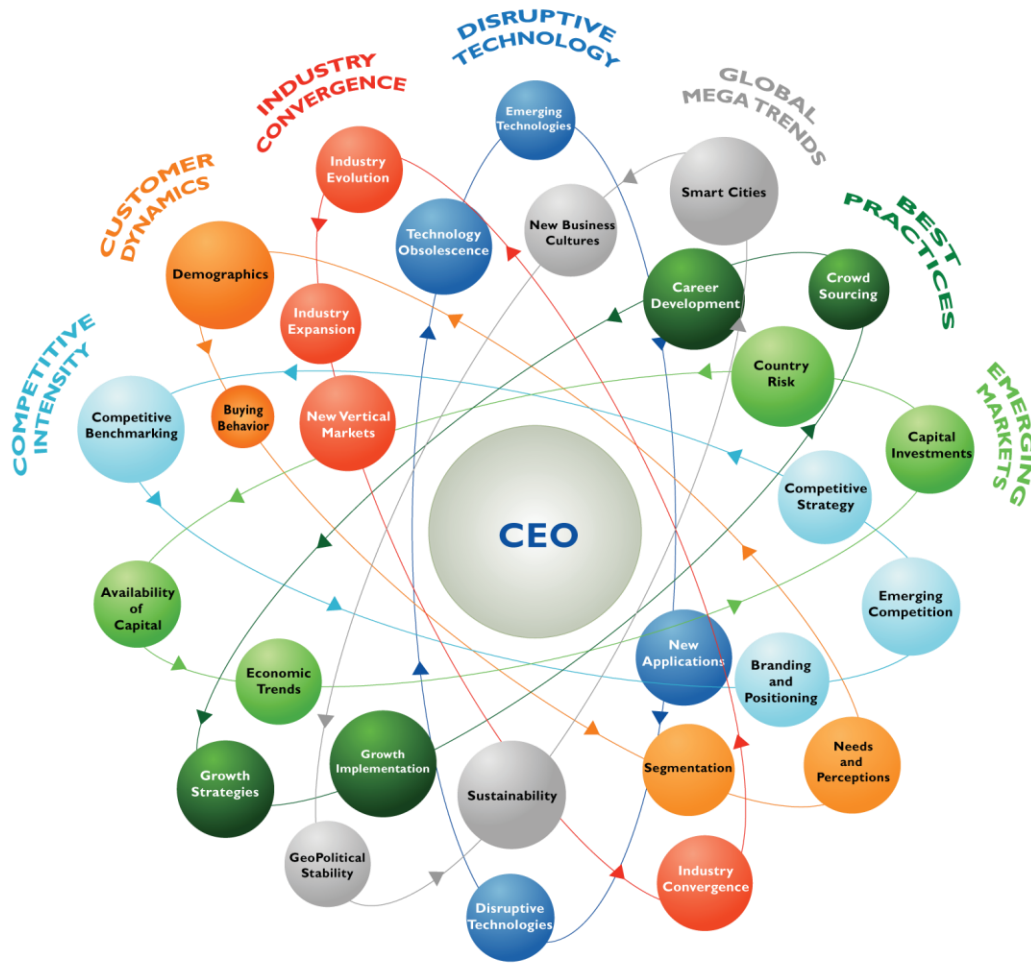 DISRUPTIVE
TECHNOLOGY
INDUSTRY
CONVERGENCE
GLOBAL
MEGA TRENDS
CUSTOMER
DYNAMICS
BEST
PRACTICES
COMPETITIVE
INTENSITY
EMERGING
MARKETS
Emerging
Technologies
Industry
Evolution
Smart Cities
Technology
Obsolescence
New Business
Cultures
Demographics
Career
Development
Crowd
Sourcing
Industry
Expansion
Country
Risk
Buying
Behavior
New Vertical
Markets
Competitive
Benchmarking
Capital
Investments
Competitive
Strategy
CEO
Availability
of
Capital
Emerging
Competition
New
Applications
Economic
Trends
Branding
and
Positioning
Growth
Strategies
Growth
Implementation
Sustainability
Segmentation
Needs
and
Perceptions
GeoPolitical
Stability
Industry
Convergence
Disruptive
Technologies